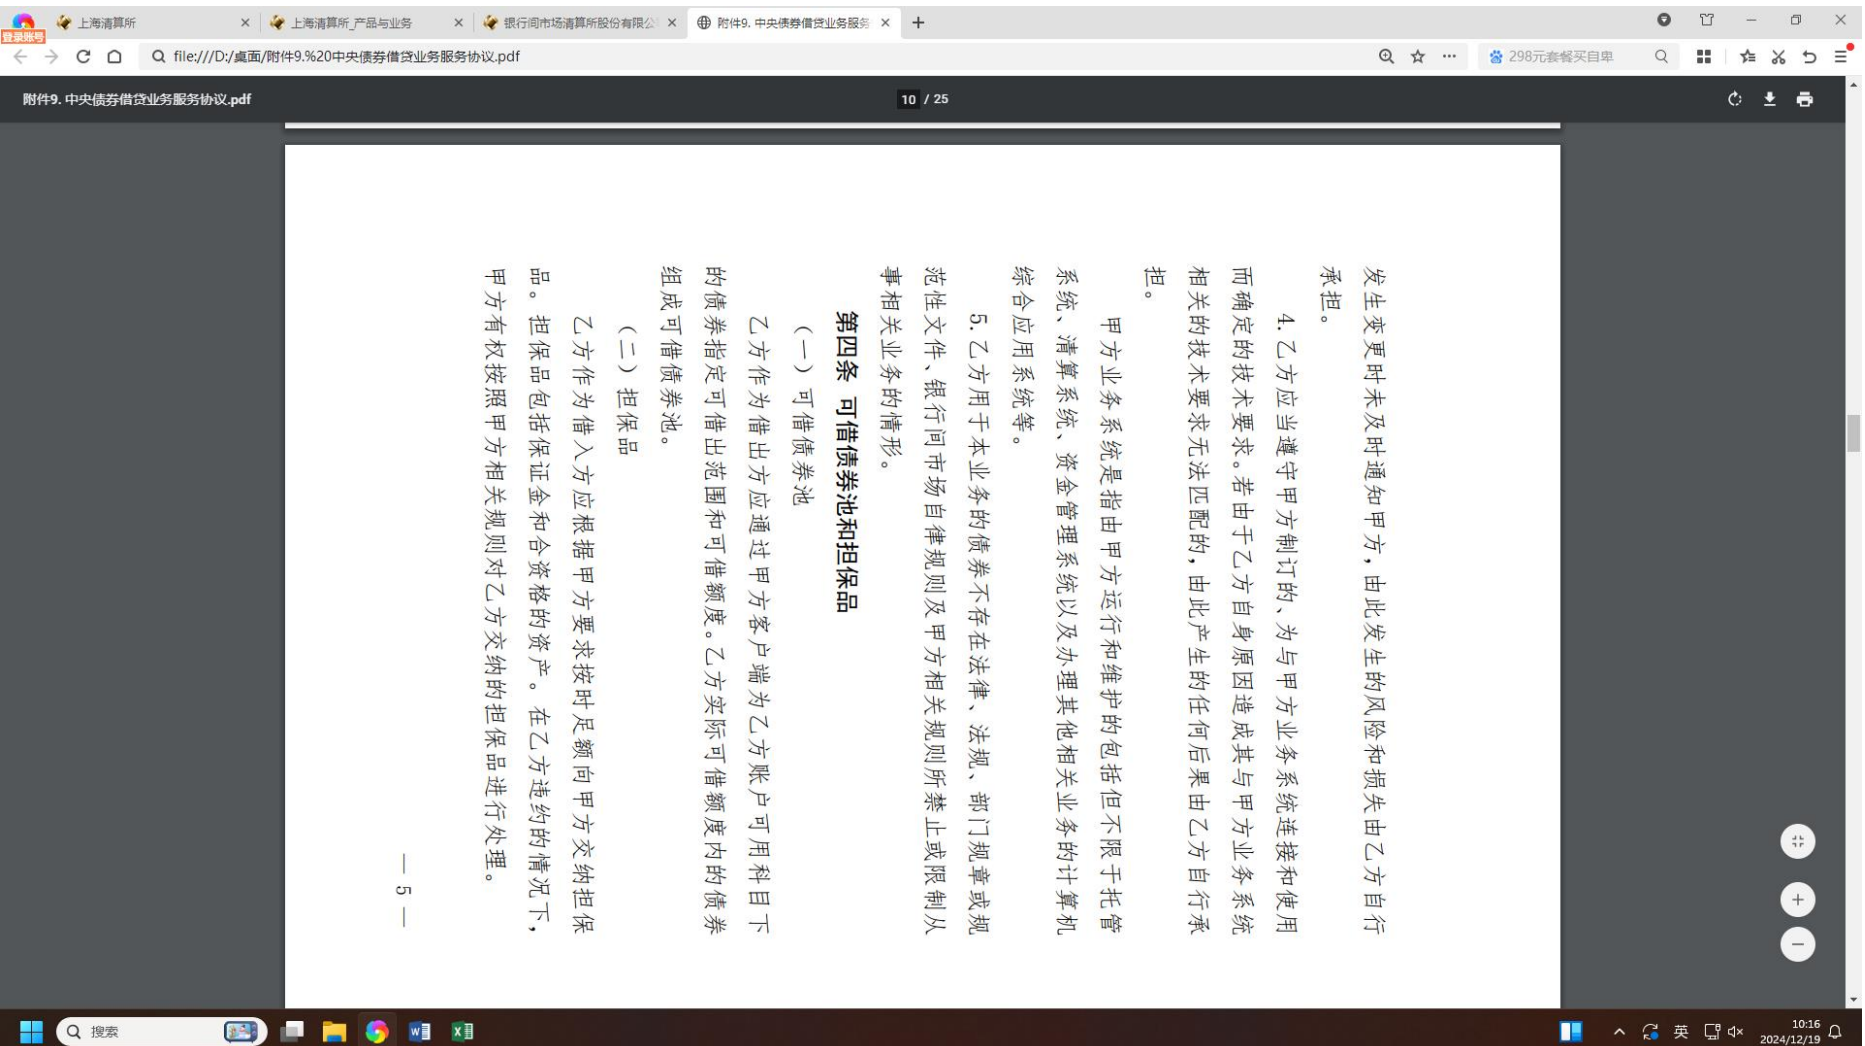 上海清算所
上海清算所_产品与业务
银行间市场清算所股份有限公
附件9. 中央债券借贷业务服务
登录账号
file:///D:/桌面/附件9.%20中央债券借贷业务服务协议.pdf
298元套餐买自卑
附件9. 中央债券借贷业务服务协议.pdf
10 / 25
发生变更时未及时通知甲方，由此发生的风险和损失由乙方自行
承担。
4. 乙方应当遵守甲方制订的、为与甲方业务系统连接和使用
而确定的技术要求。若由于乙方自身原因造成其与甲方业务系统
相关的技术要求无法匹配的，由此产生的任何后果由乙方自行承
担。
甲方业务系统是指由甲方运行和维护的包括但不限于托管
系统、清算系统、资金管理系统以及办理其他相关业务的计算机
综合应用系统等。
5. 乙方用于本业务的债券不存在法律、法规、部门规章或规
范性文件、银行间市场自律规则及甲方相关规则所禁止或限制从
事相关业务的情形。
第四条 可借债券池和担保品
（一）可借债券池
乙方作为借出方应通过甲方客户端为乙方账户可用科目下
的债券指定可借出范围和可借额度。乙方实际可借额度内的债券
组成可借债券池。
（二）担保品
乙方作为借入方应根据甲方要求按时足额向甲方交纳担保
品。担保品包括保证金和合资格的资产。在乙方违约的情况下，
甲方有权按照甲方相关规则对乙方交纳的担保品进行处理。
— 5 —
搜索
英
10:16
2024/12/19